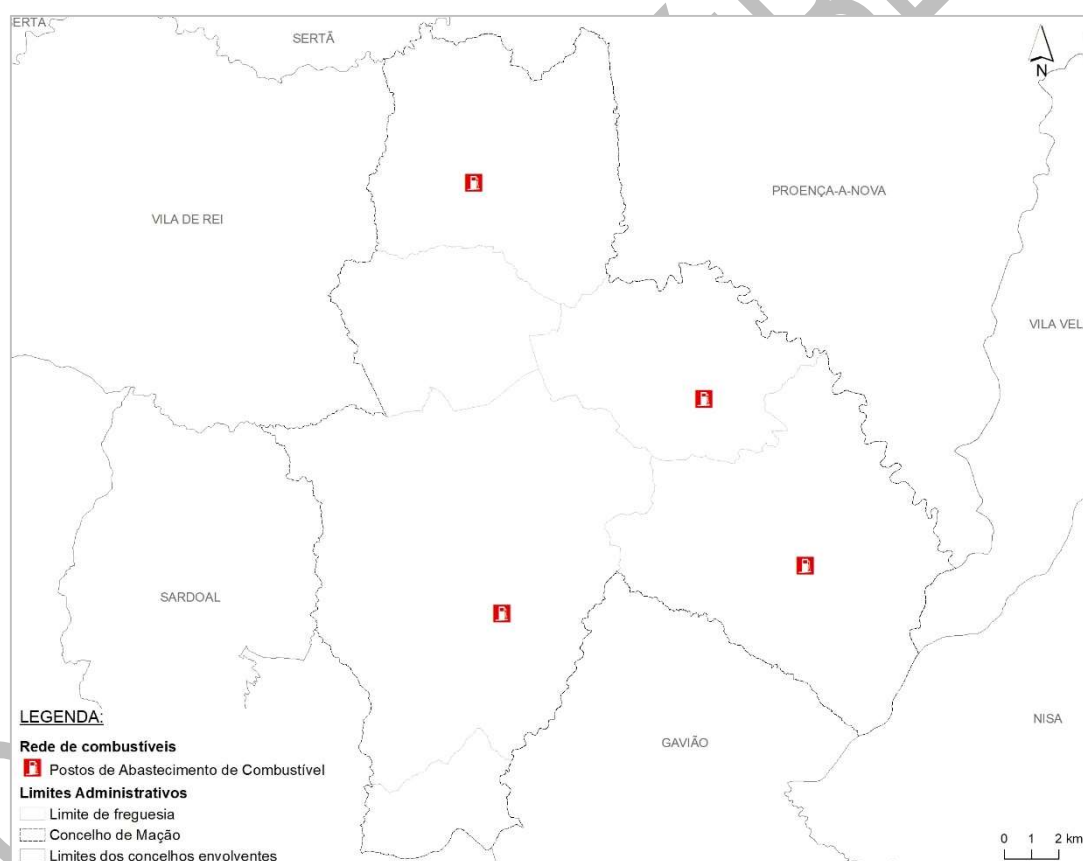 ERTA
SERTÃ
N
PROENÇA-A-NOVA
VILA DE REI
VILA VEL
SARDOAL
NISA
GAVIÃO
LEGENDA:
Rede de combustíveis
Postos de Abastecimento de Combustível
Limites Administrativos
Limite de freguesia
Concelho de Mação
Limites dos concelhos envolventes
0 1 2 km